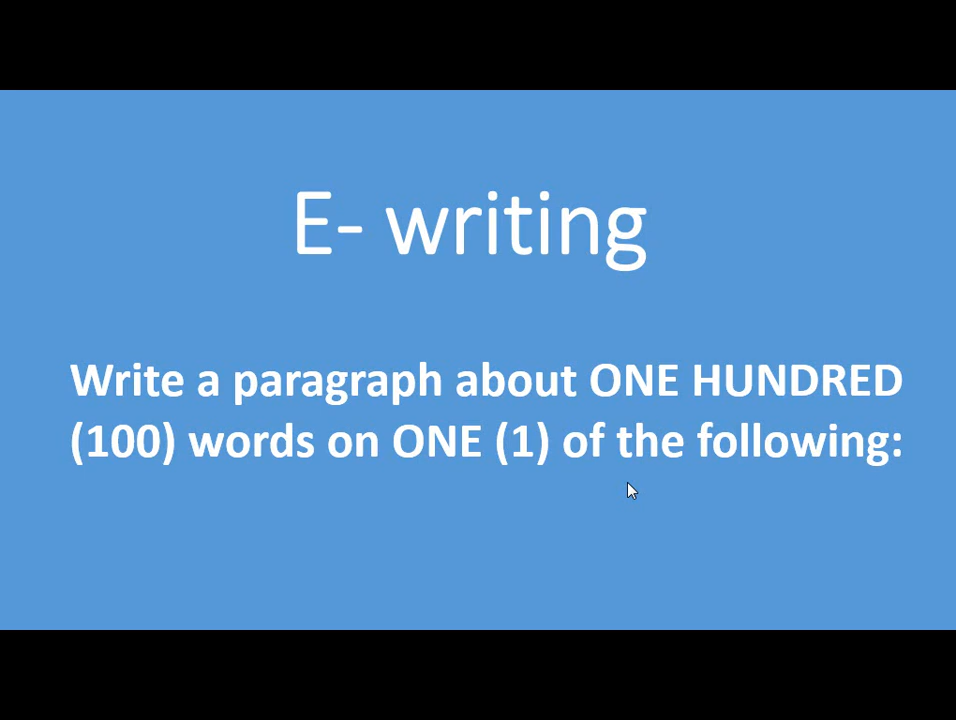 E- writing
Write a paragraph about ONE HUNDRED
(100) words on ONE (1) of the following: